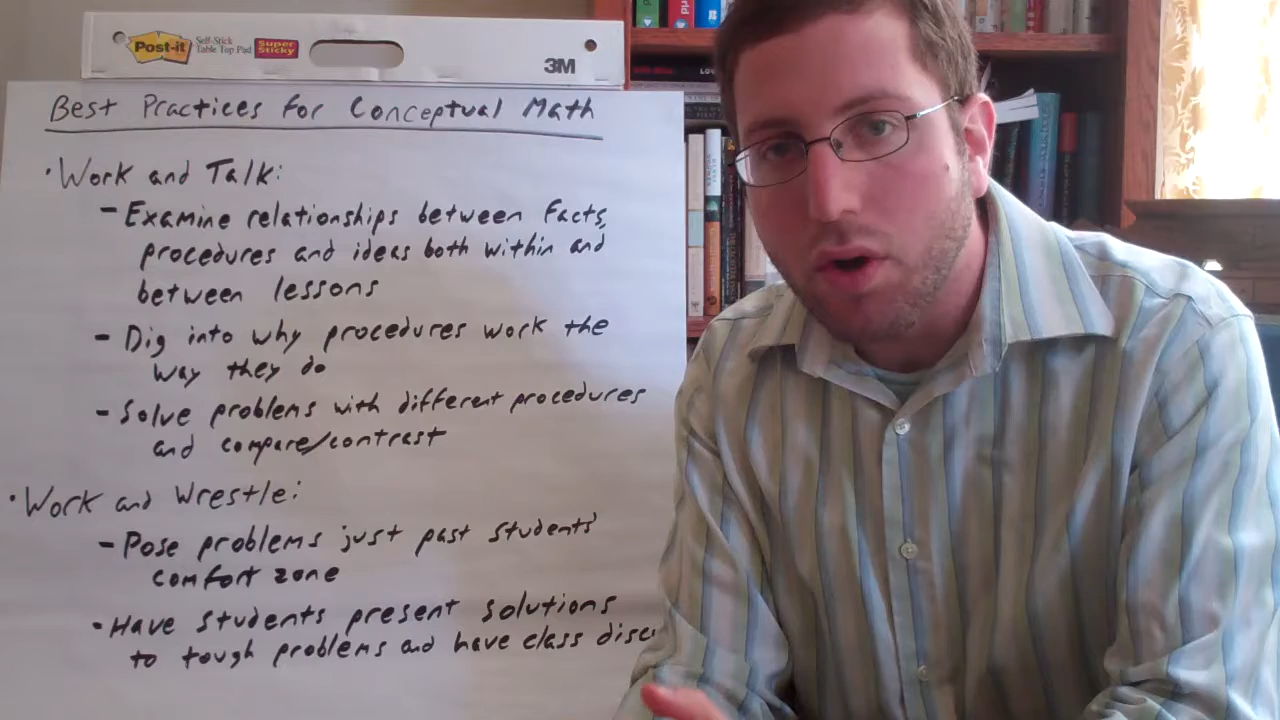 Post-it
Self-Stick
Table Top Pad
Super
Sticky
3M
Best Practices for Conceptual Math
• Work and Talk:
- Examine relationships between facts,
procedures and ideas both within and
between lessons
- Dig into why procedures work the
way they do
- Solve problems with different procedures
and compare/contrast
• Work and Wrestle:
- Pose problems just past students'
comfort zone
• Have students present solutions
to tough problems and have class